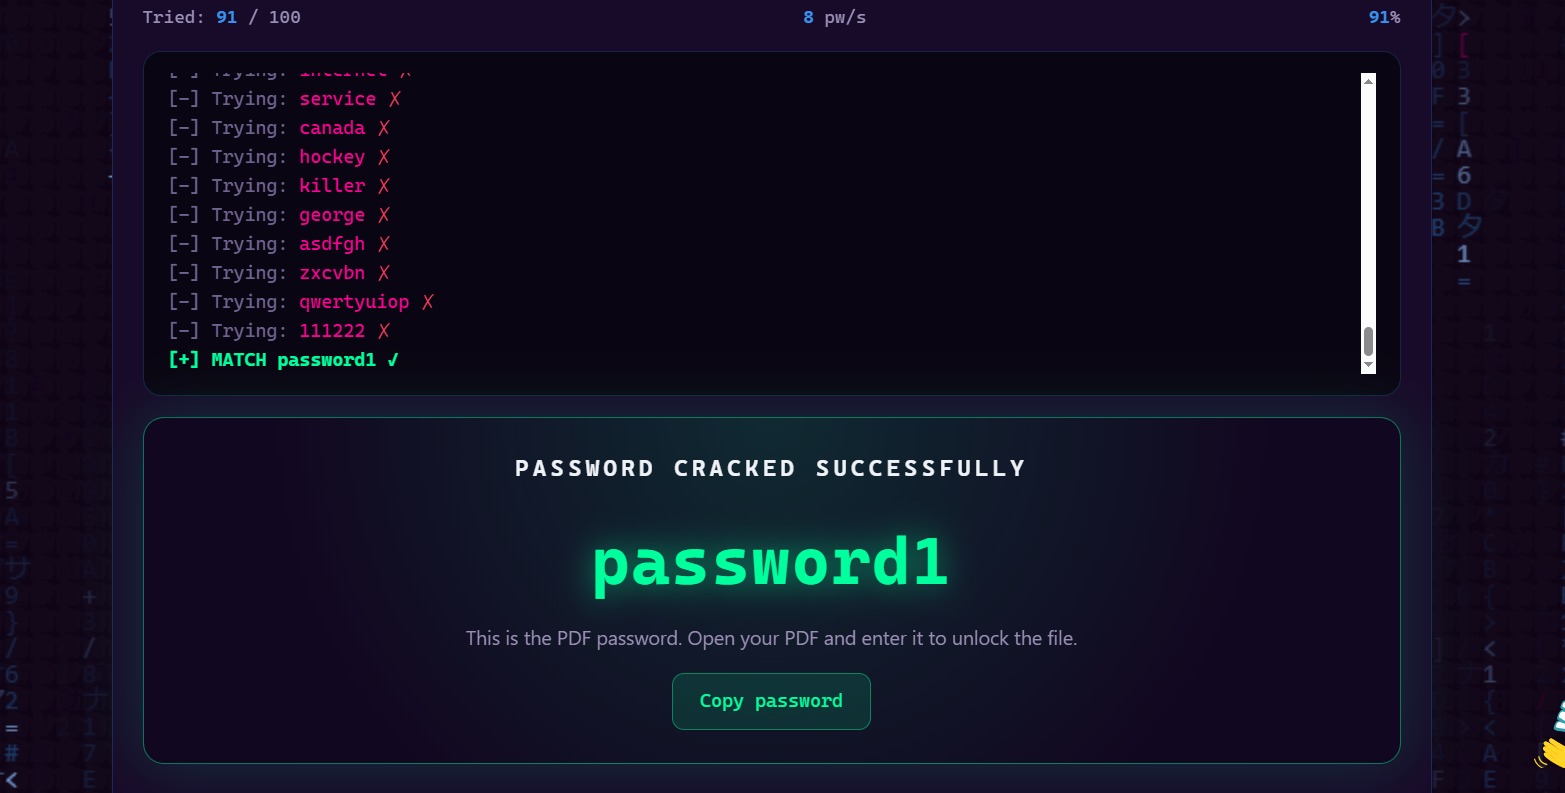 Tried: 91 / 100
8 pw/s
91%
[-] Trying: internet ✗
[-] Trying: service ✗
[-] Trying: canada ✗
[-] Trying: hockey ✗
[-] Trying: killer ✗
[-] Trying: george ✗
[-] Trying: asdfgh ✗
[-] Trying: zxcvbn ✗
[-] Trying: qwertyuiop ✗
[-] Trying: 111222 ✗
[+] MATCH password1 ✓
PASSWORD CRACKED SUCCESSFULLY
password1
This is the PDF password. Open your PDF and enter it to unlock the file.
Copy password